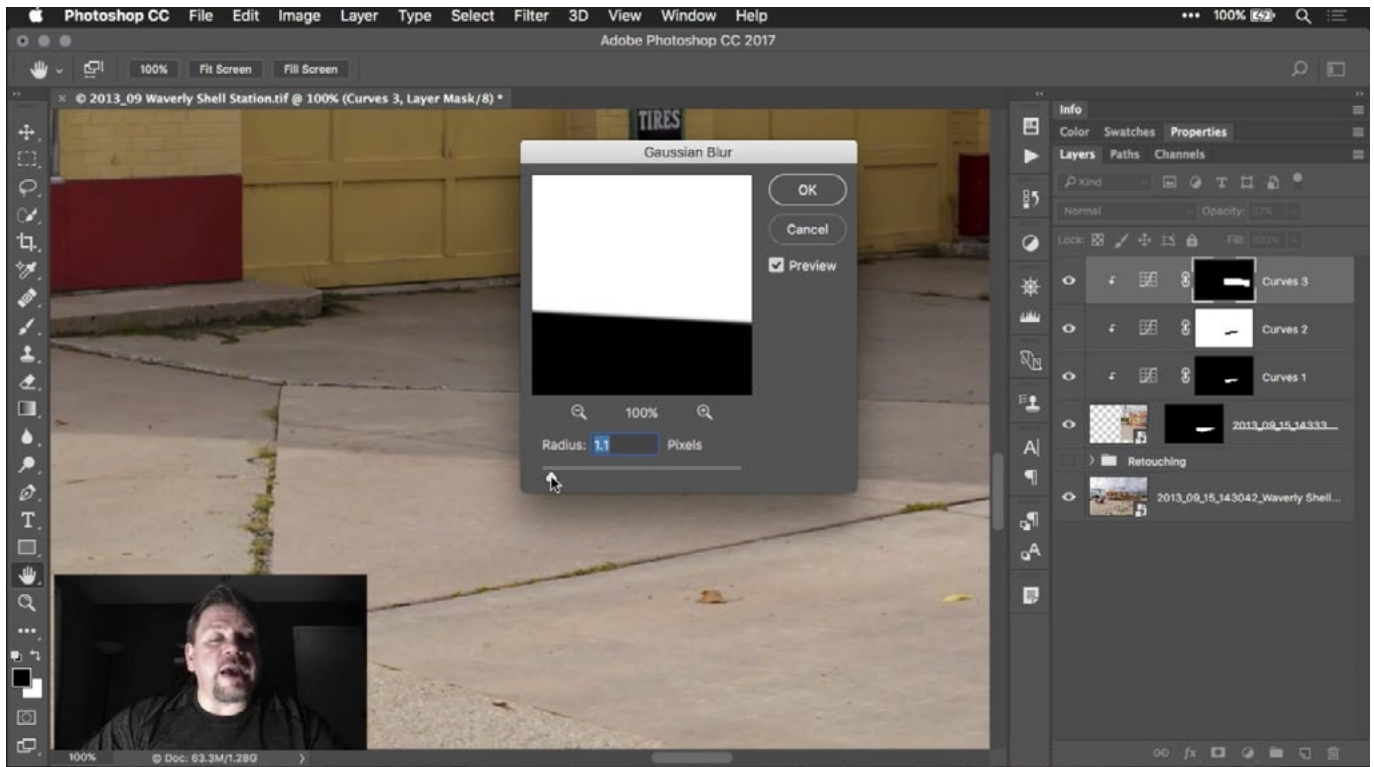 Photoshop CC File Edit Image Layer Type Select Filter 3D View Window Help ••• 100%
Adobe Photoshop CC 2017
100% Fit Screen Fill Screen
× © 2013_09 Waverly Shell Station.tif @ 100% (Curves 3, Layer Mask/8) *
TIRES
Gaussian Blur
OK
Cancel
Preview
100%
Radius: 1.1 Pixels
Info
Color Swatches Properties
Layers Paths Channels
Kind
Normal Opacity: 57%
Lock: Fill: 100%
Curves 3
Curves 2
Curves 1
2013_09_15_14333...
Retouching
2013_09_15_143042_Waverly Shell...
100% © Doc: 63.3M/1.28G